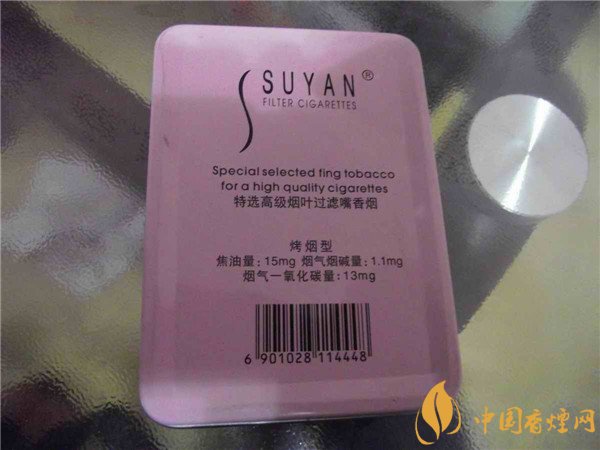 SUYAN®
FILTER CIGARETTES
Special selected fing tobacco
for a high quality cigarettes
特选高级烟叶过滤嘴香烟
烤烟型
焦油量：15mg 烟气烟碱量：1.1mg
烟气一氧化碳量：13mg
6 901028 114448
中国香烟网